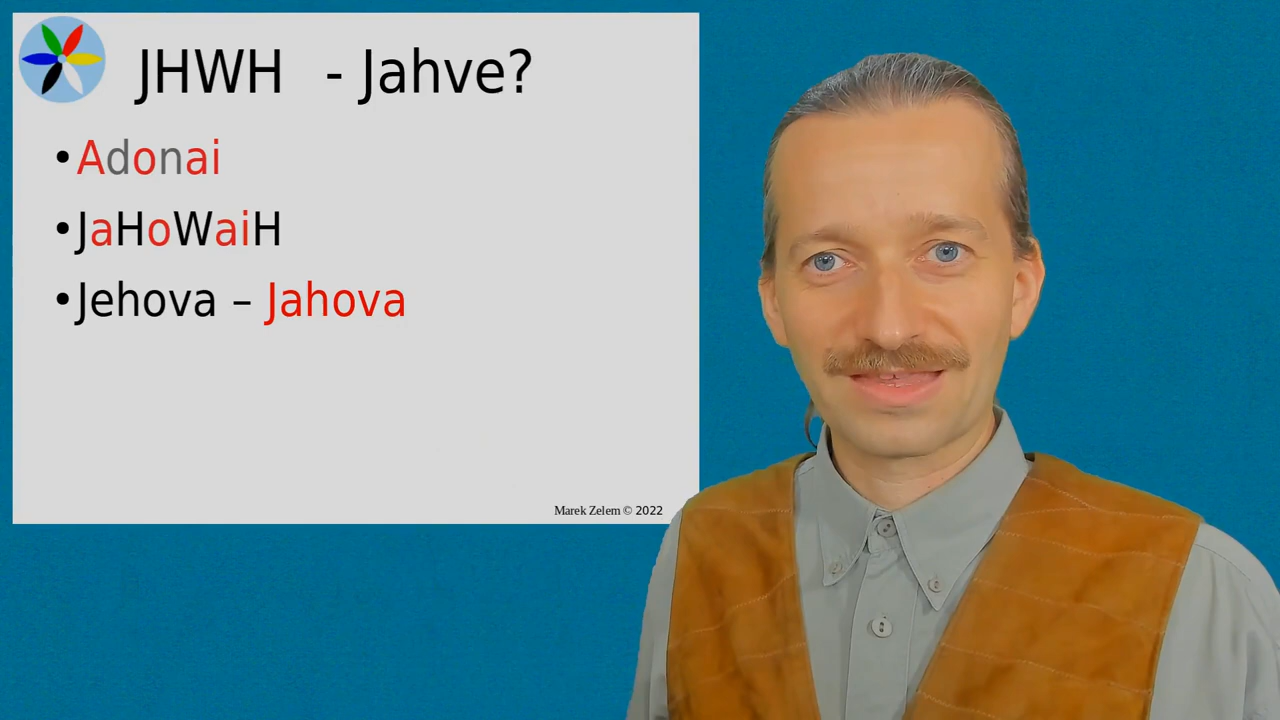 JHWH - Jahve?
•Adonai
•JaHoWaiH
•Jehova – Jahova
Marek Zelem © 2022